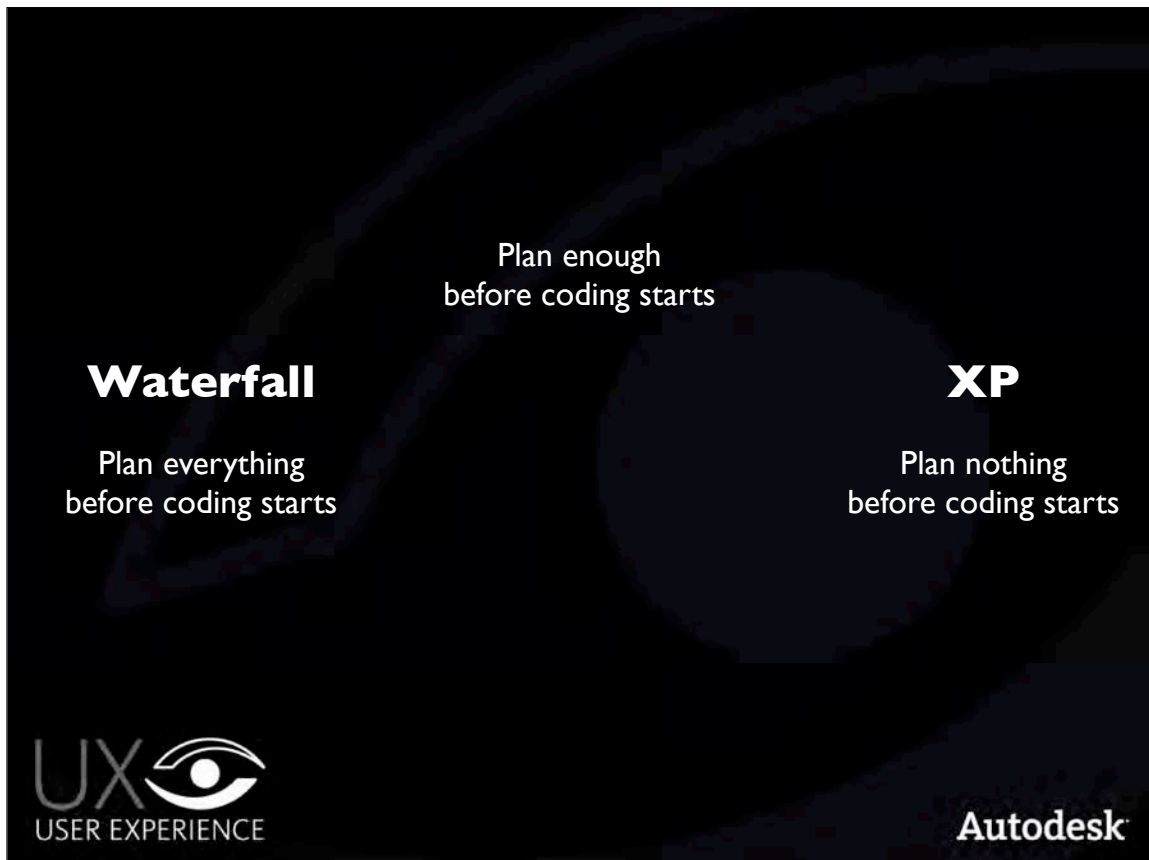 Plan enough
before coding starts
Waterfall
Plan everything
before coding starts
XP
Plan nothing
before coding starts
UX
USER EXPERIENCE
Autodesk